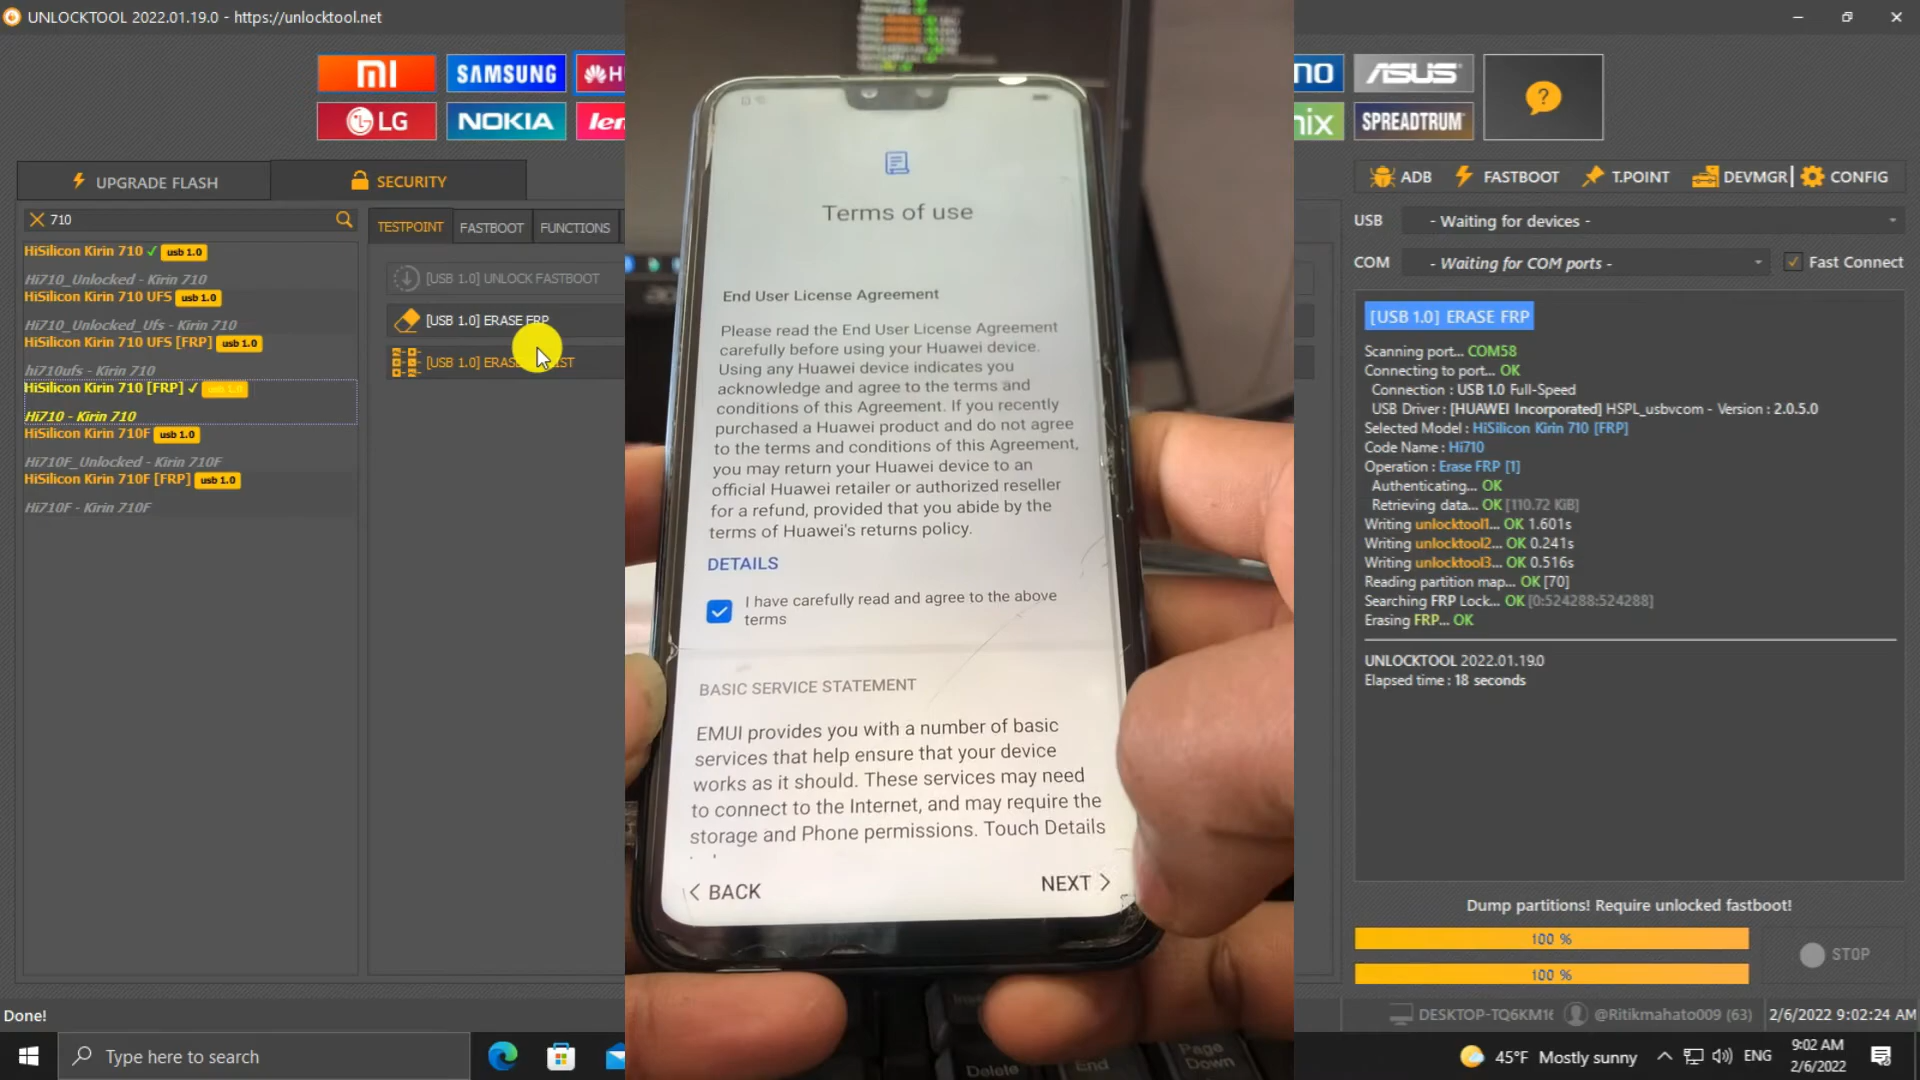 UNLOCKTOOL 2022.01.19.0 - https://unlocktool.net
SAMSUNG
LG
NOKIA
ASUS
SPREADTRUM
?
UPGRADE FLASH
SECURITY
710
HiSilicon Kirin 710 ✓ usb 1.0
Hi710_Unlocked - Kirin 710
HiSilicon Kirin 710 UFS usb 1.0
Hi710_Unlocked_Ufs - Kirin 710
HiSilicon Kirin 710 UFS [FRP] usb 1.0
hi710ufs - Kirin 710
HiSilicon Kirin 710 [FRP] ✓ usb 1.0
Hi710 - Kirin 710
HiSilicon Kirin 710F usb 1.0
Hi710F_Unlocked - Kirin 710F
HiSilicon Kirin 710F [FRP] usb 1.0
Hi710F - Kirin 710F
TESTPOINT
FASTBOOT
FUNCTIONS
[USB 1.0] UNLOCK FASTBOOT
[USB 1.0] ERASE FRP
[USB 1.0]
Terms of use
End User License Agreement
Please read the End User License Agreement
carefully before using your Huawei device.
Using any Huawei device indicates you
acknowledge and agree to the terms and
conditions of this Agreement. If you recently
purchased a Huawei product and do not agree
to the terms and conditions of this Agreement,
you may return your Huawei device to an
official Huawei retailer or authorized reseller
for a refund, provided that you abide by the
terms of Huawei's returns policy.
DETAILS
I have carefully read and agree to the above
terms
BASIC SERVICE STATEMENT
EMUI provides you with a number of basic
services that help ensure that your device
works as it should. These services may need
to connect to the Internet, and may require the
storage and Phone permissions. Touch Details
BACK
NEXT
Delete
End
Page
Down
ADB
FASTBOOT
T.POINT
DEVMGR
CONFIG
USB - Waiting for devices -
COM - Waiting for COM ports -
Fast Connect
[USB 1.0] ERASE FRP
Scanning port... COM58
Connecting to port... OK
Connection : USB 1.0 Full-Speed
USB Driver : [HUAWEI Incorporated] HSPL_usbvcom - Version : 2.0.5.0
Selected Model : HiSilicon Kirin 710 [FRP]
Code Name : Hi710
Operation : Erase FRP [1]
Authenticating... OK
Retrieving data... OK [110.72 KiB]
Writing unlocktool1... OK 1.601s
Writing unlocktool2... OK 0.241s
Writing unlocktool3... OK 0.516s
Reading partition map... OK [70]
Searching FRP Lock... OK [0:524288:524288]
Erasing FRP... OK
UNLOCKTOOL 2022.01.19.0
Elapsed time : 18 seconds
Dump partitions! Require unlocked fastboot!
100 %
100 %
STOP
Done!
@Ritikmahato009 (63)
2/6/2022 9:02:24 AM
Type here to search
45°F Mostly sunny
ENG
9:02 AM
2/6/2022